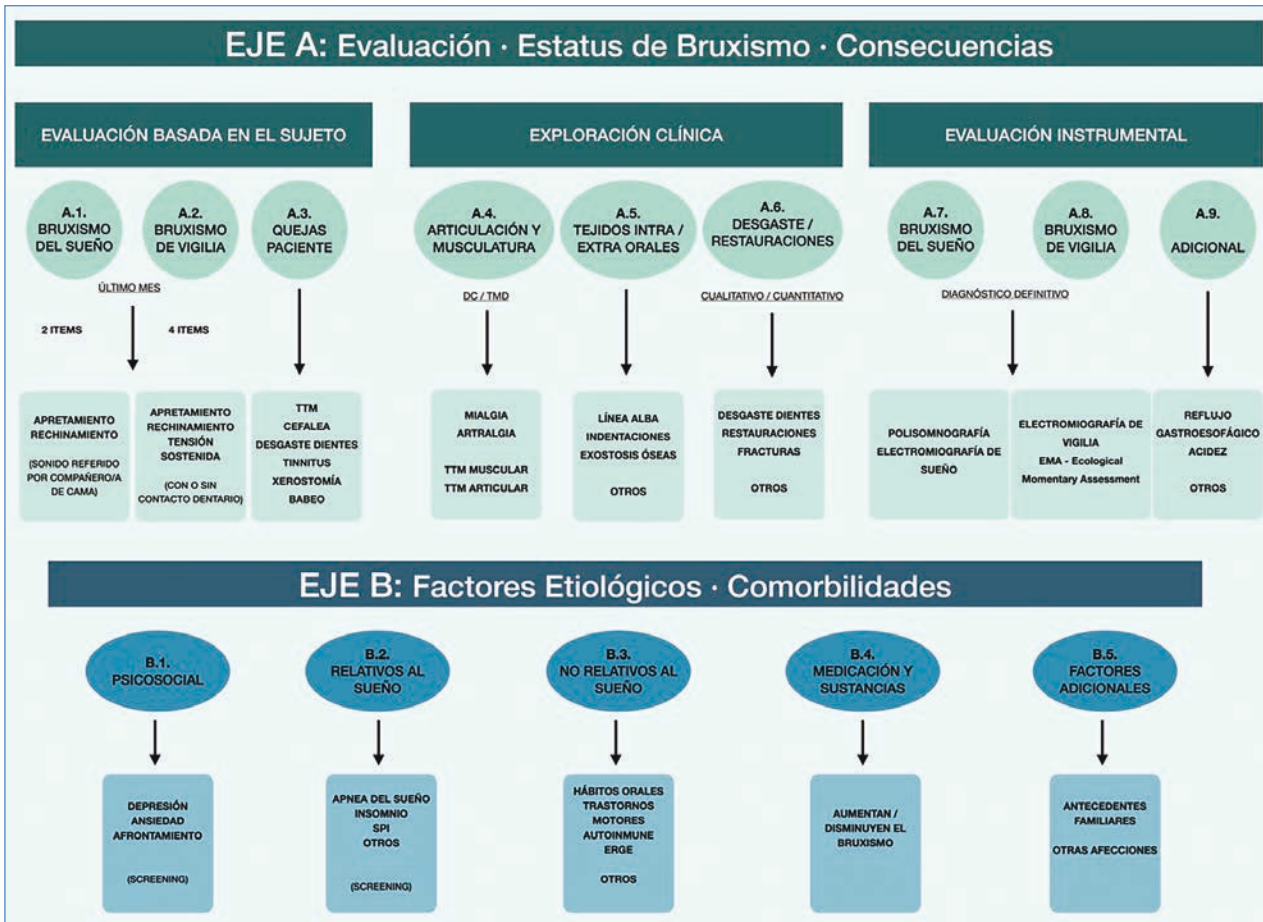 EJE A: Evaluación · Estatus de Bruxismo · Consecuencias
EVALUACIÓN BASADA EN EL SUJETO
EXPLORACIÓN CLÍNICA
EVALUACIÓN INSTRUMENTAL
A.1.
BRUXISMO
DEL SUEÑO
A.2.
BRUXISMO
DE VIGILIA
A.3.
QUEJAS
PACIENTE
A.4.
ARTICULACIÓN Y
MUSCULATURA
A.5.
TEJIDOS INTRA /
EXTRA ORALES
A.6.
DESGASTE /
RESTAURACIONES
A.7.
BRUXISMO
DEL SUEÑO
A.8.
BRUXISMO
DE VIGILIA
A.9.
ADICIONAL
ÚLTIMO MES
2 ITEMS
4 ITEMS
DC / TMD
CUALITATIVO / CUANTITATIVO
DIAGNÓSTICO DEFINITIVO
APRETAMIENTO
RECHINAMIENTO
(SONIDO REFERIDO
POR COMPAÑERO/A
DE CAMA)
APRETAMIENTO
RECHINAMIENTO
TENSIÓN
SOSTENIDA
(CON O SIN
CONTACTO DENTARIO)
TTM
CEFALEA
DESGASTE DIENTES
TINNITUS
XEROSTOMÍA
BABEO
MIALGIA
ARTRALGIA
TTM MUSCULAR
TTM ARTICULAR
LÍNEA ALBA
INDENTACIONES
EXOSTOSIS ÓSEAS
OTROS
DESGASTE DIENTES
RESTAURACIONES
FRACTURAS
OTROS
POLISOMNOGRAFÍA
ELECTROMIOGRAFÍA DE
SUEÑO
ELECTROMIOGRAFÍA DE
VIGILIA
EMA - Ecological
Momentary Assessment
REFLUJO
GASTROESOFÁGICO
ACIDEZ
OTROS
EJE B: Factores Etiológicos · Comorbilidades
B.1.
PSICOSOCIAL
B.2.
RELATIVOS AL
SUEÑO
B.3.
NO RELATIVOS AL
SUEÑO
B.4.
MEDICACIÓN Y
SUSTANCIAS
B.5.
FACTORES
ADICIONALES
DEPRESIÓN
ANSIEDAD
AFRONTAMIENTO
(SCREENING)
APNEA DEL SUEÑO
INSOMNIO
SPI
OTROS
(SCREENING)
HÁBITOS ORALES
TRASTORNOS
MOTORES
AUTOINMUNE
ERGE
OTROS
AUMENTAN /
DISMINUYEN EL
BRUXISMO
ANTECEDENTES
FAMILIARES
OTRAS AFECCIONES